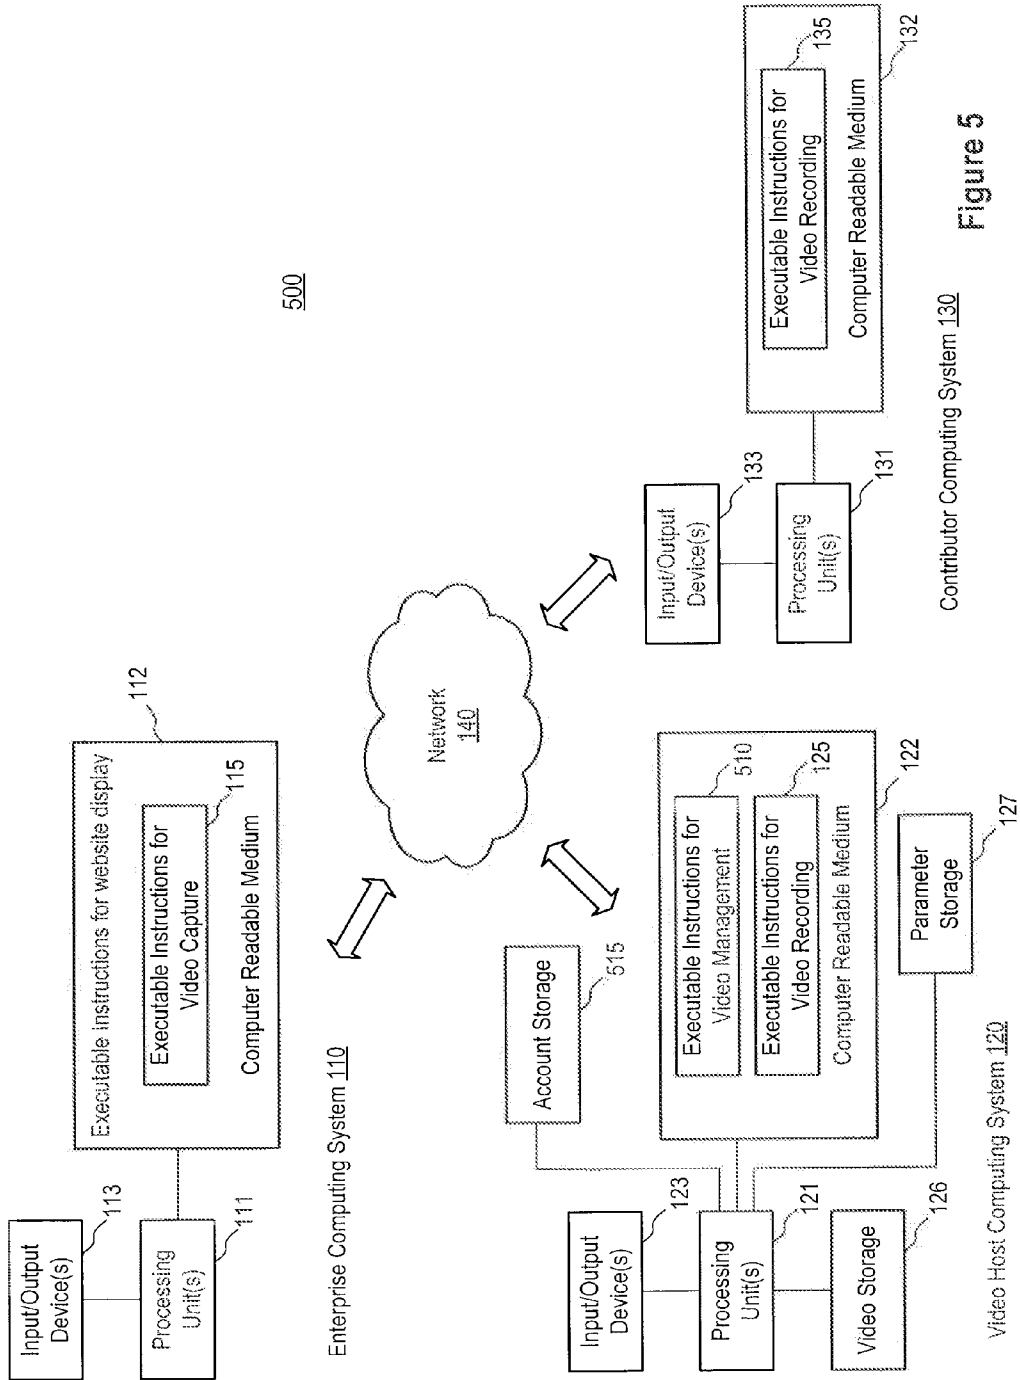 Input/Output
Device(s)
113
Processing
Unit(s)
111
Executable Instructions for website display
112
Executable Instructions for
Video Capture
115
Computer Readable Medium
Enterprise Computing System 110
500
Network
140
Account Storage
515
Input/Output
Device(s)
123
Processing
Unit(s)
121
Video Storage
126
Executable Instructions for
Video Management
510
Executable Instructions for
Video Recording
125
Computer Readable Medium
122
Parameter
Storage
127
Video Host Computing System 120
Input/Output
Device(s)
133
Processing
Unit(s)
131
Executable Instructions for
Video Recording
135
Computer Readable Medium
132
Contributor Computing System 130
Figure 5